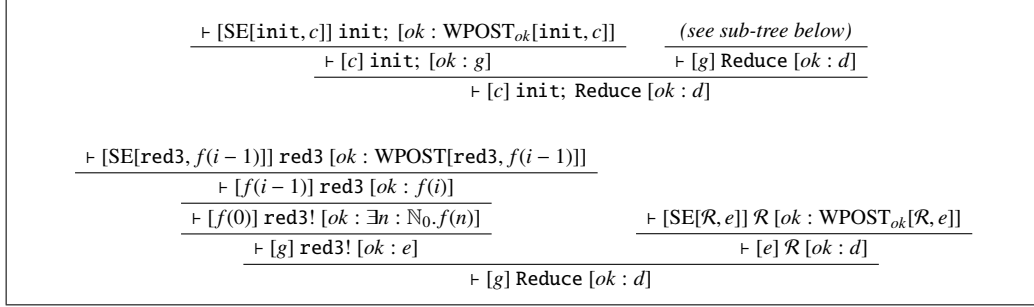 ⊢ [SE[init, c]] init; [ok : WPOST_ok[init, c]] (see sub-tree below)
⊢ [c] init; [ok : g] ⊢ [g] Reduce [ok : d]
⊢ [c] init; Reduce [ok : d]
⊢ [SE[red3, f(i − 1)]] red3 [ok : WPOST[red3, f(i − 1)]]
⊢ [f(i − 1)] red3 [ok : f(i)]
⊢ [f(0)] red3! [ok : ∃n : ℕ₀. f(n)] ⊢ [SE[ℛ, e]] ℛ [ok : WPOST_ok[ℛ, e]]
⊢ [g] red3! [ok : e] ⊢ [e] ℛ [ok : d]
⊢ [g] Reduce [ok : d]